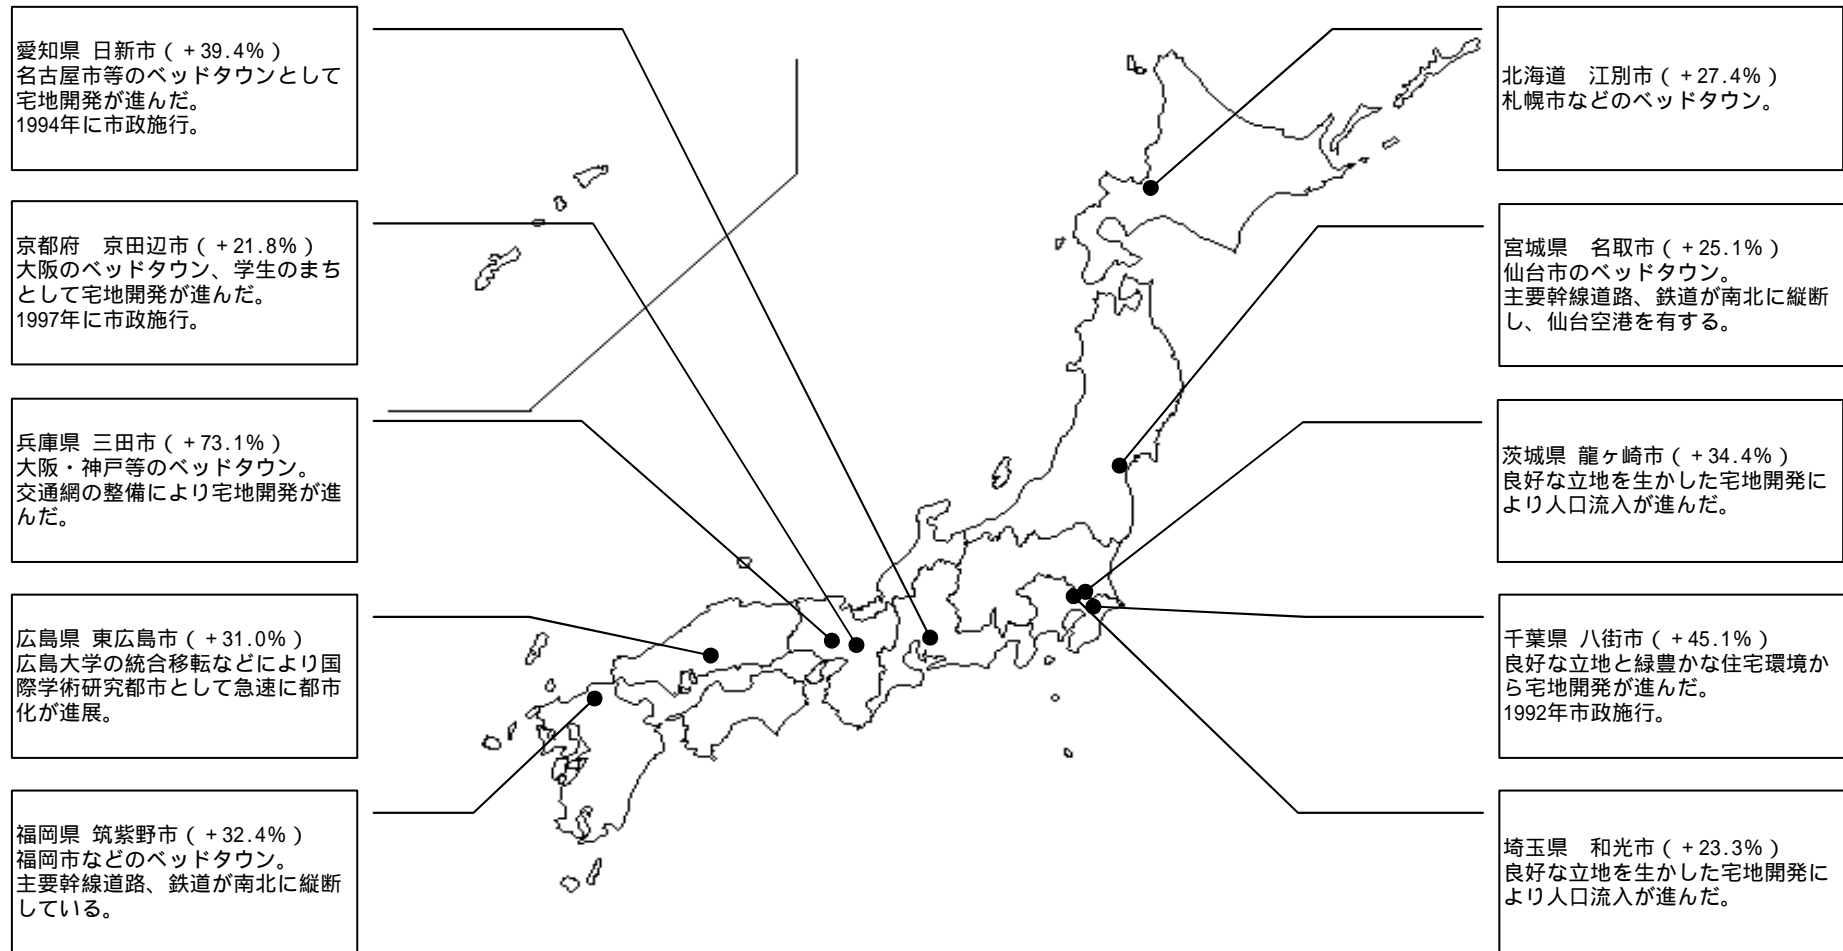 愛知県 日新市(+39.4%)
名古屋市等のベッドタウンとして
宅地開発が進んだ。
1994年に市政施行。
京都府 京田辺市(+21.8%)
大阪のベッドタウン、学生のまち
として宅地開発が進んだ。
1997年に市政施行。
兵庫県 三田市(+73.1%)
大阪・神戸等のベッドタウン。
交通網の整備により宅地開発が進
んだ。
広島県 東広島市(+31.0%)
広島大学の統合移転などにより国
際学術研究都市として急速に都市
化が進展。
福岡県 筑紫野市(+32.4%)
福岡市などのベッドタウン。
主要幹線道路、鉄道が南北に縦断
している。
北海道 江別市(+27.4%)
札幌市などのベッドタウン。
宮城県 名取市(+25.1%)
仙台市のベッドタウン。
主要幹線道路、鉄道が南北に縦断
し、仙台空港を有する。
茨城県 龍ヶ崎市(+34.4%)
良好な立地を生かした宅地開発に
より人口流入が進んだ。
千葉県 八街市(+45.1%)
良好な立地と緑豊かな住宅環境か
ら宅地開発が進んだ。
1992年市政施行。
埼玉県 和光市(+23.3%)
良好な立地を生かした宅地開発に
より人口流入が進んだ。